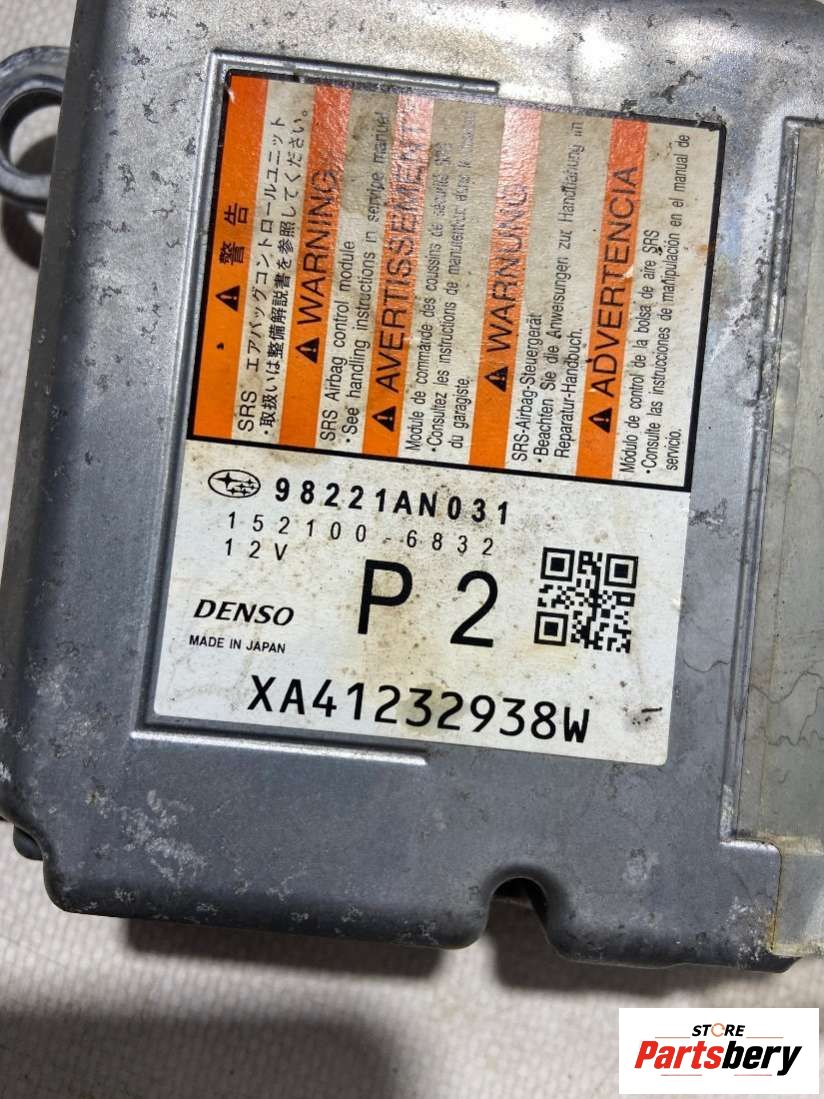 警告
SRS エアバッグコントロールユニット
・取扱いは整備解説書を参照してください。
WARNING
SRS Airbag control module
・See handling instructions in service manuel
AVERTISSEMENT
Module de commande des coussins de sécurité
・Consultez les instructions de manutention dans le
du garagiste.
WARNUNG
SRS-Airbag-Steuergerät
・Beachten Sie die Anweisungen zur Handhabung im
Reparatur-Handbuch.
ADVERTENCIA
Módulo de control de la bolsa de aire SRS
・Consulte las instrucciones de manipulación en el manual de
servicio.
98221AN031
152100-6832
12V
P2
DENSO
MADE IN JAPAN
XA41232938W
STORE
Partsbery